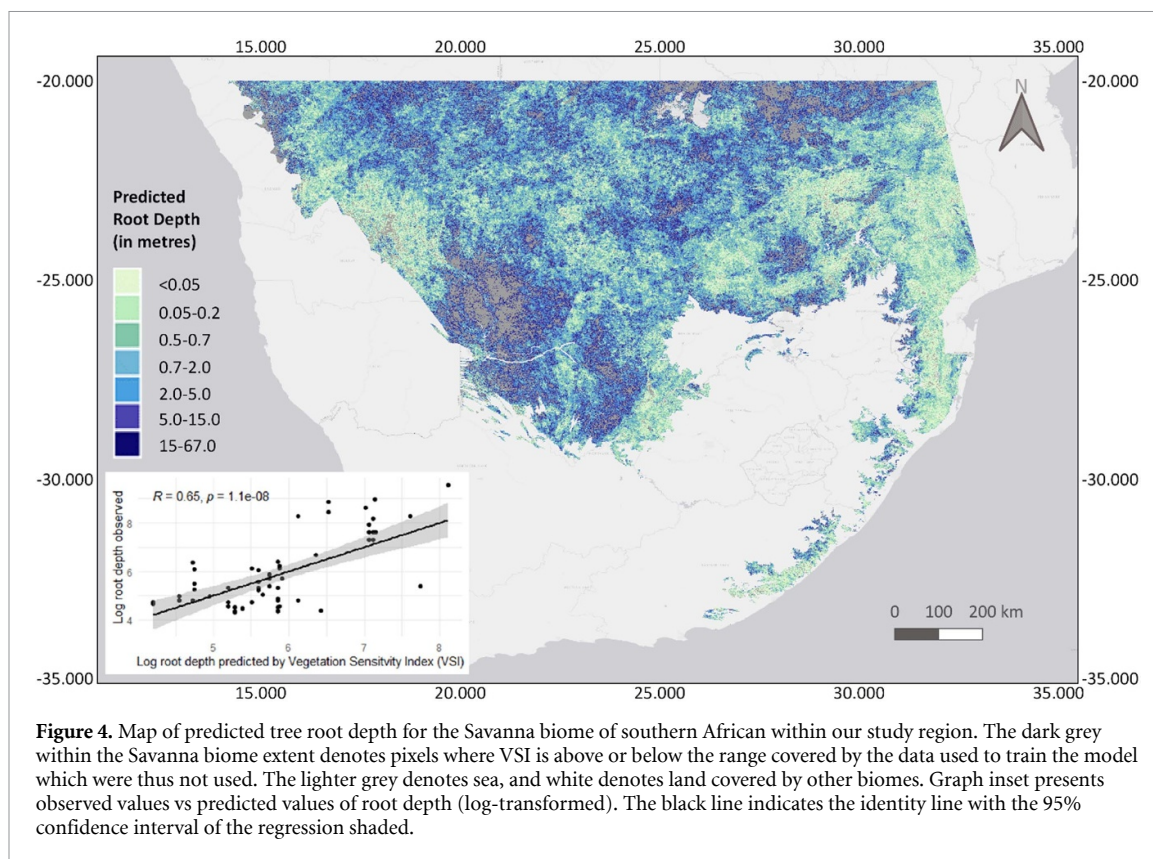 15.000 20.000 25.000 30.000 35.000
-20.000 -20.000
N
Predicted
Root Depth
(in metres)
<0.05
0.05-0.2
0.5-0.7
0.7-2.0
2.0-5.0
5.0-15.0
15-67.0
-25.000 -25.000
-30.000 -30.000
R = 0.65, p = 1.1e-08
Log root depth observed
8
6
4
5 6 7 8
Log root depth predicted by Vegetation Sensitvity Index (VSI)
0 100 200 km
-35.000 -35.000
15.000 20.000 25.000 30.000 35.000
Figure 4. Map of predicted tree root depth for the Savanna biome of southern African within our study region. The dark grey
within the Savanna biome extent denotes pixels where VSI is above or below the range covered by the data used to train the model
which were thus not used. The lighter grey denotes sea, and white denotes land covered by other biomes. Graph inset presents
observed values vs predicted values of root depth (log-transformed). The black line indicates the identity line with the 95%
confidence interval of the regression shaded.